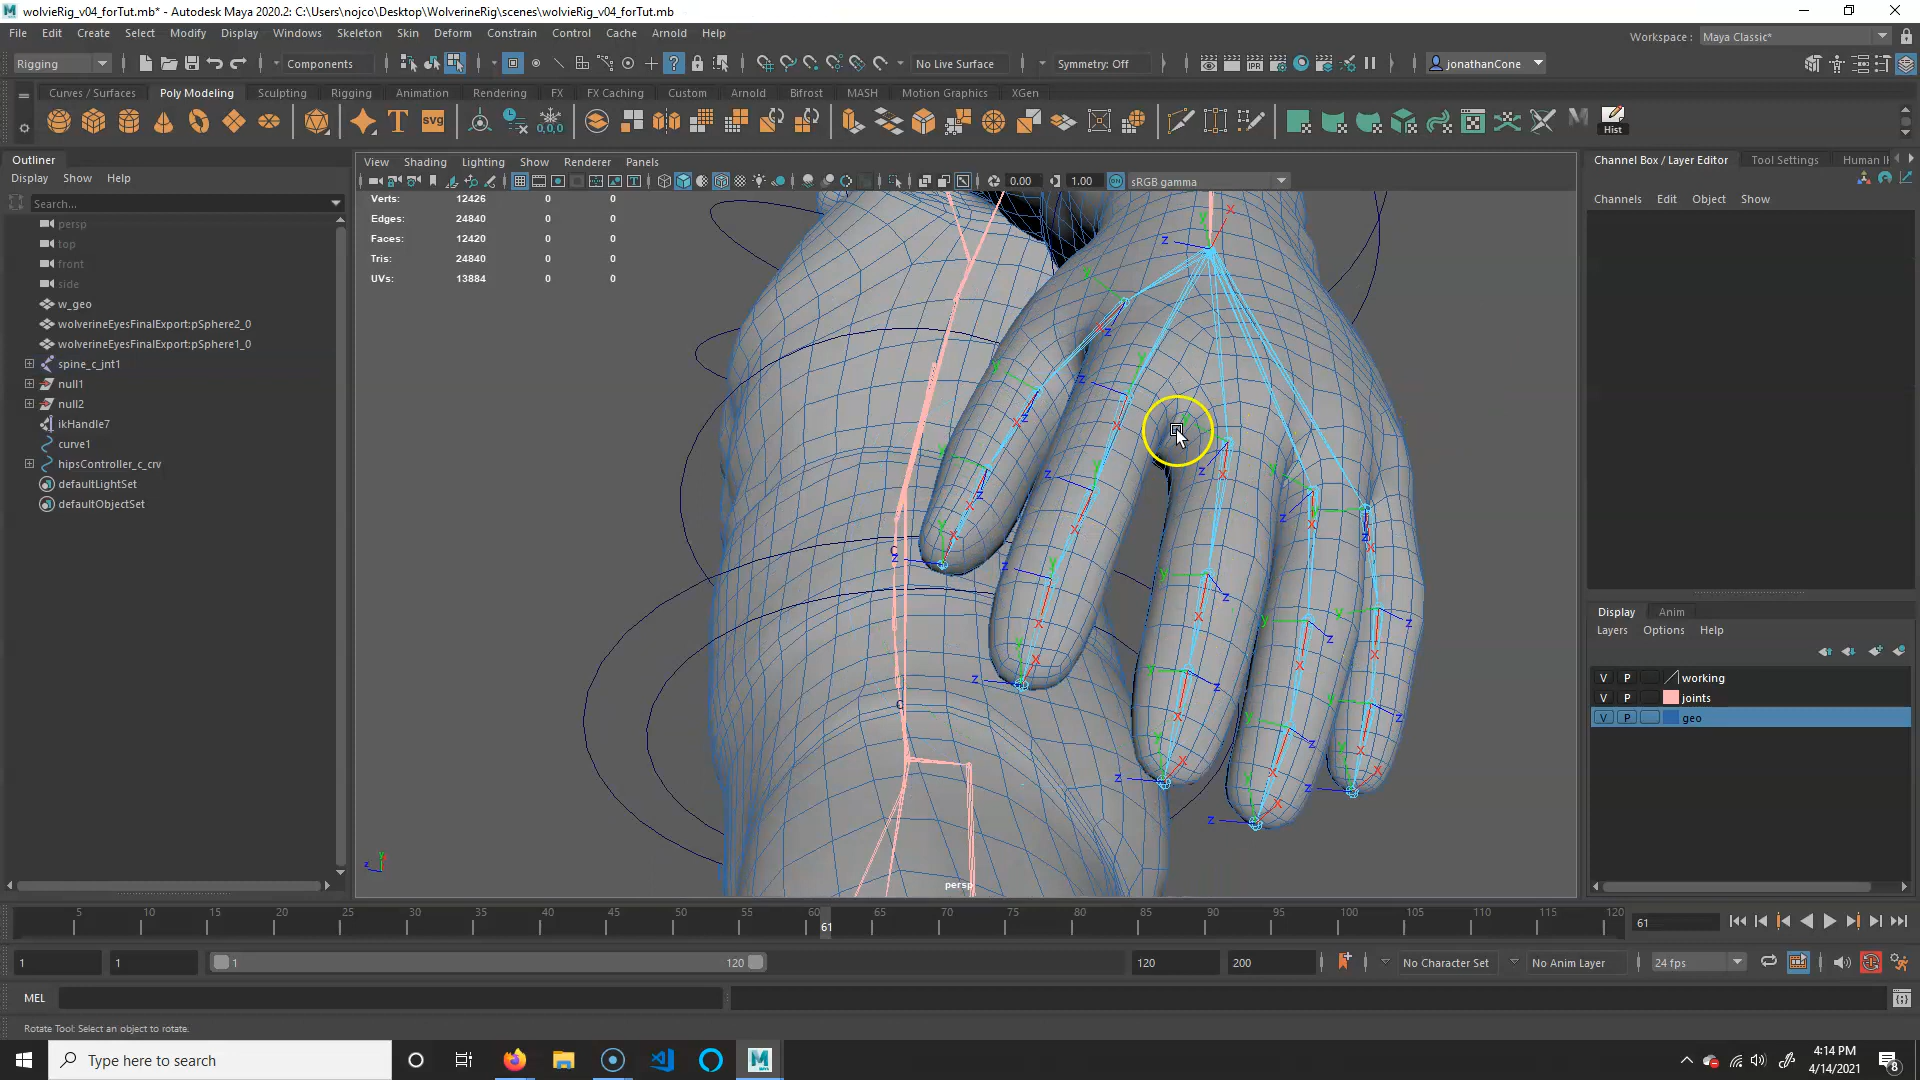 wolvieRig_v04_forTut.mb* - Autodesk Maya 2020.2: C:\Users\nojco\Desktop\WolverineRig\scenes\wolvieRig_v04_forTut.mb
File Edit Create Select Modify Display Windows Skeleton Skin Deform Constrain Control Cache Arnold Help
Workspace : Maya Classic*
Rigging Components No Live Surface Symmetry: Off jonathanCone
Curves / Surfaces Poly Modeling Sculpting Rigging Animation Rendering FX FX Caching Custom Arnold Bifrost MASH Motion Graphics XGen
T svg 0,0,0 Hist
Outliner
Display Show Help
Search...
persp
top
front
side
w_geo
wolverineEyesFinalExport:pSphere2_0
wolverineEyesFinalExport:pSphere1_0
spine_c_jnt1
null1
null2
ikHandle7
curve1
hipsController_c_crv
defaultLightSet
defaultObjectSet
View Shading Lighting Show Renderer Panels
0.00 1.00 sRGB gamma
Verts: 12426 0 0
Edges: 24840 0 0
Faces: 12420 0 0
Tris: 24840 0 0
UVs: 13884 0 0
persp
Channel Box / Layer Editor Tool Settings
Channels Edit Object Show
Display Anim
Layers Options Help
V P working
V P joints
V P geo
5 10 15 20 25 30 35 40 45 50 55 60 65 70 75 80 85 90 95 100 105 110 115 120
61
61
1 1 1 120 120 200 No Character Set No Anim Layer 24 fps
MEL
Rotate Tool: Select an object to rotate.
Type here to search
4:14 PM
4/14/2021
8